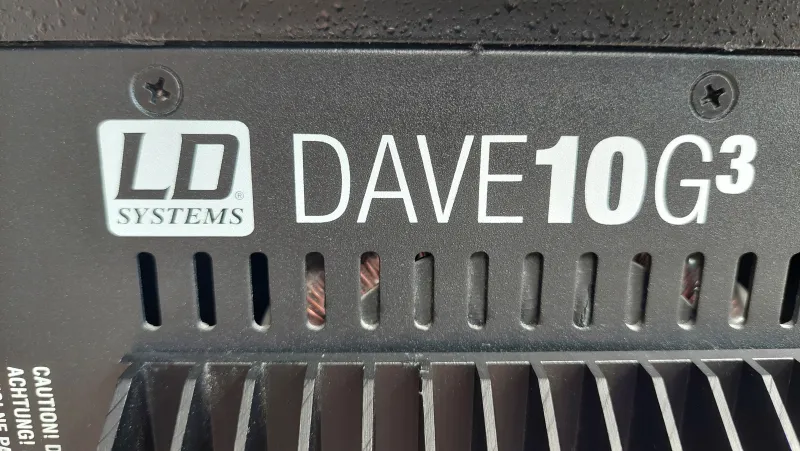 LD®
SYSTEMS
DAVE10G³
CAUTION!
ACHTUNG!